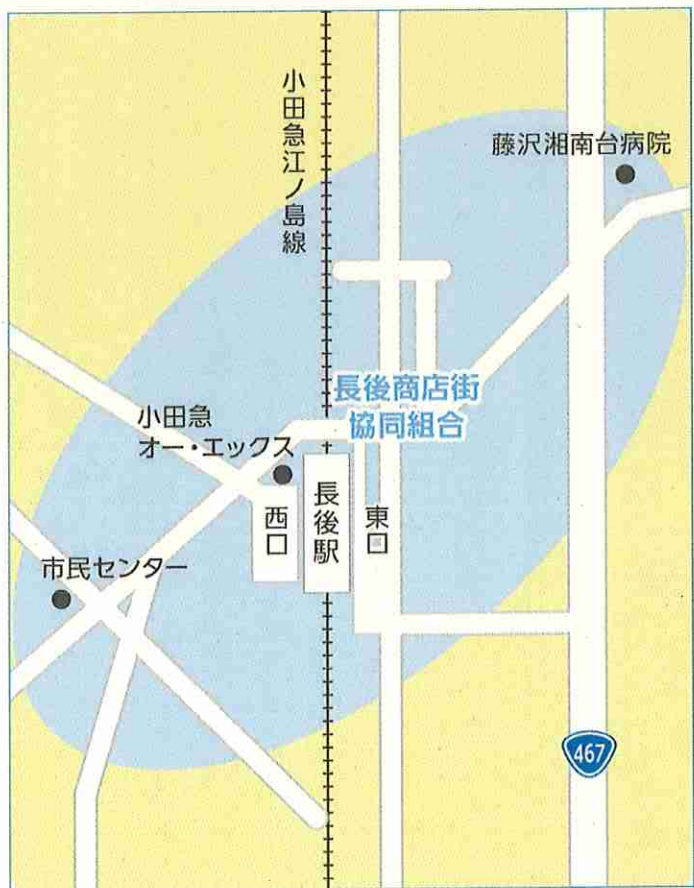 小田急江ノ島線
藤沢湘南台病院
長後商店街
協同組合
小田急
オー・エックス
西口
長後駅
東口
市民センター
467